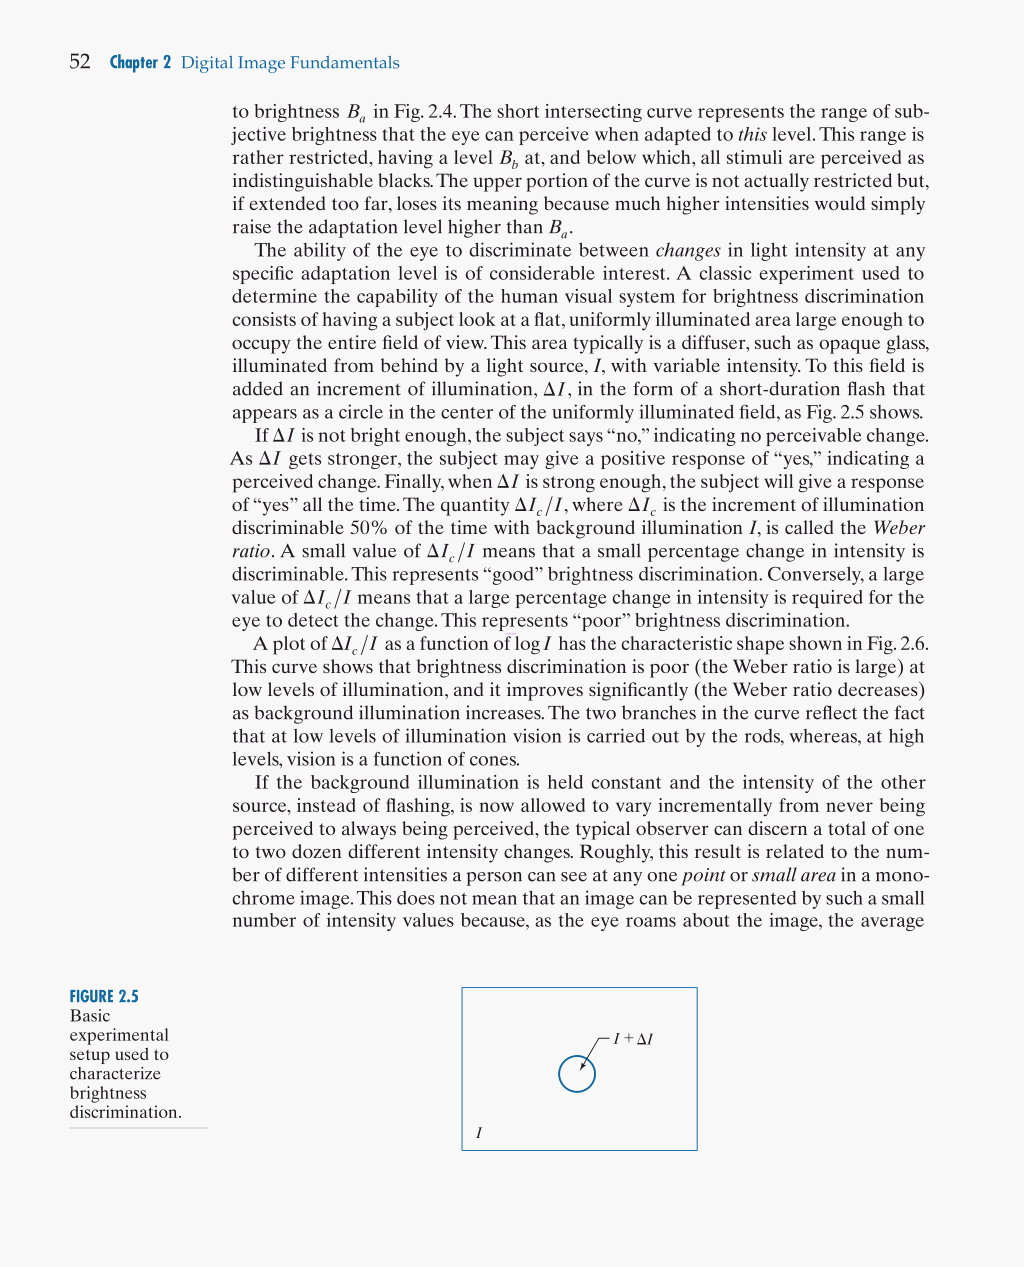 52 Chapter 2 Digital Image Fundamentals
to brightness Ba in Fig. 2.4. The short intersecting curve represents the range of sub-
jective brightness that the eye can perceive when adapted to this level. This range is
rather restricted, having a level Bb at, and below which, all stimuli are perceived as
indistinguishable blacks. The upper portion of the curve is not actually restricted but,
if extended too far, loses its meaning because much higher intensities would simply
raise the adaptation level higher than Ba.
The ability of the eye to discriminate between changes in light intensity at any
specific adaptation level is of considerable interest. A classic experiment used to
determine the capability of the human visual system for brightness discrimination
consists of having a subject look at a flat, uniformly illuminated area large enough to
occupy the entire field of view. This area typically is a diffuser, such as opaque glass,
illuminated from behind by a light source, I, with variable intensity. To this field is
added an increment of illumination, ΔI, in the form of a short-duration flash that
appears as a circle in the center of the uniformly illuminated field, as Fig. 2.5 shows.
If ΔI is not bright enough, the subject says “no,” indicating no perceivable change.
As ΔI gets stronger, the subject may give a positive response of “yes,” indicating a
perceived change. Finally, when ΔI is strong enough, the subject will give a response
of “yes” all the time. The quantity ΔIc/I, where ΔIc is the increment of illumination
discriminable 50% of the time with background illumination I, is called the Weber
ratio. A small value of ΔIc/I means that a small percentage change in intensity is
discriminable. This represents “good” brightness discrimination. Conversely, a large
value of ΔIc/I means that a large percentage change in intensity is required for the
eye to detect the change. This represents “poor” brightness discrimination.
A plot of ΔIc/I as a function of log I has the characteristic shape shown in Fig. 2.6.
This curve shows that brightness discrimination is poor (the Weber ratio is large) at
low levels of illumination, and it improves significantly (the Weber ratio decreases)
as background illumination increases. The two branches in the curve reflect the fact
that at low levels of illumination vision is carried out by the rods, whereas, at high
levels, vision is a function of cones.
If the background illumination is held constant and the intensity of the other
source, instead of flashing, is now allowed to vary incrementally from never being
perceived to always being perceived, the typical observer can discern a total of one
to two dozen different intensity changes. Roughly, this result is related to the num-
ber of different intensities a person can see at any one point or small area in a mono-
chrome image. This does not mean that an image can be represented by such a small
number of intensity values because, as the eye roams about the image, the average
FIGURE 2.5
Basic
experimental
setup used to
characterize
brightness
discrimination.
I + ΔI
I